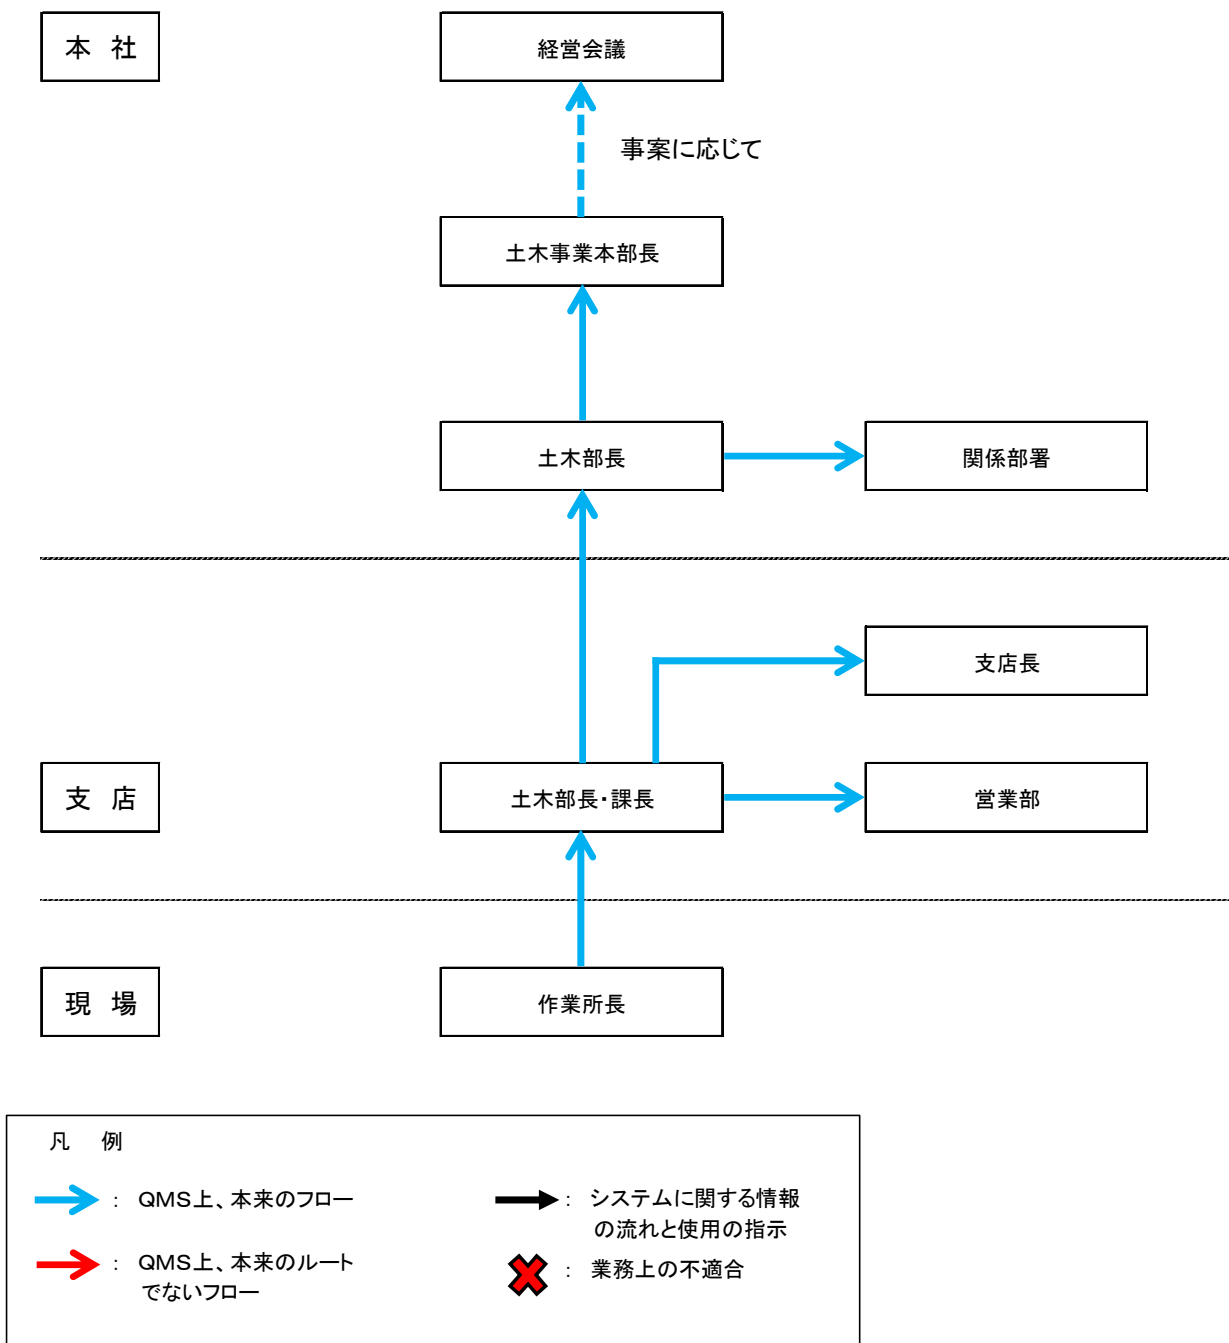 本 社
経営会議
事案に応じて
土木事業本部長
土木部長
関係部署
支店長
支 店
土木部長・課長
営業部
現 場
作業所長
凡 例
： QMS上、本来のフロー
： システムに関する情報
の流れと使用の指示
： QMS上、本来のルート
でないフロー
： 業務上の不適合